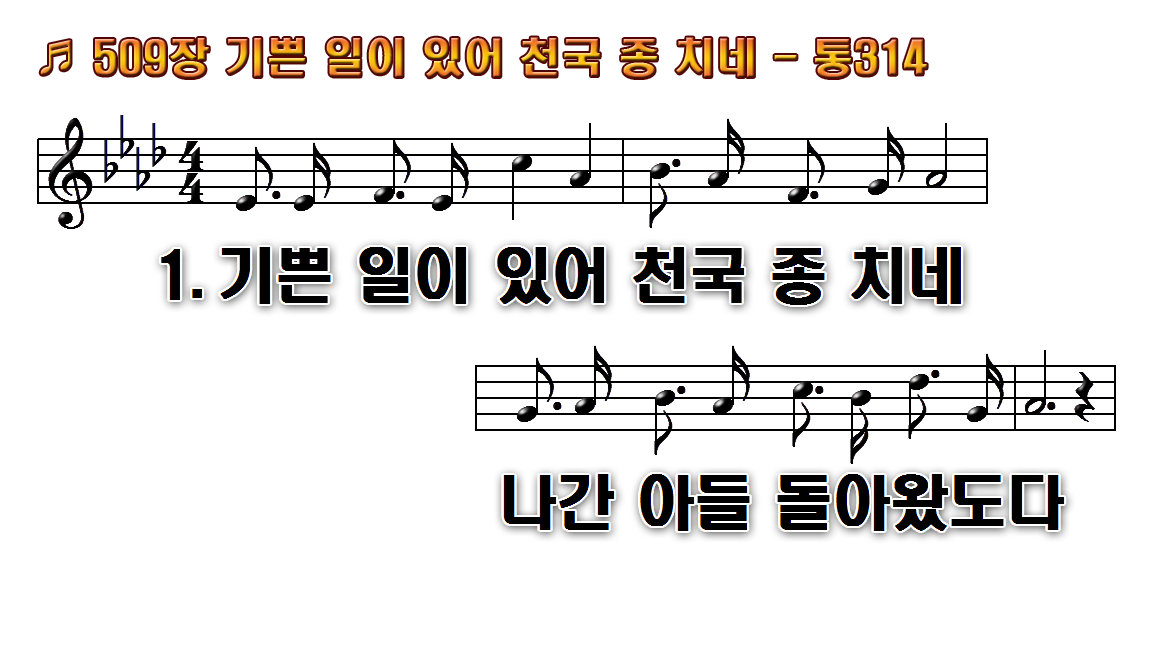 ♬ 509장 기쁜 일이 있어 천국 종 치네 - 통314
4
4
1. 기쁜 일이 있어 천국 종 치네
나간 아들 돌아왔도다